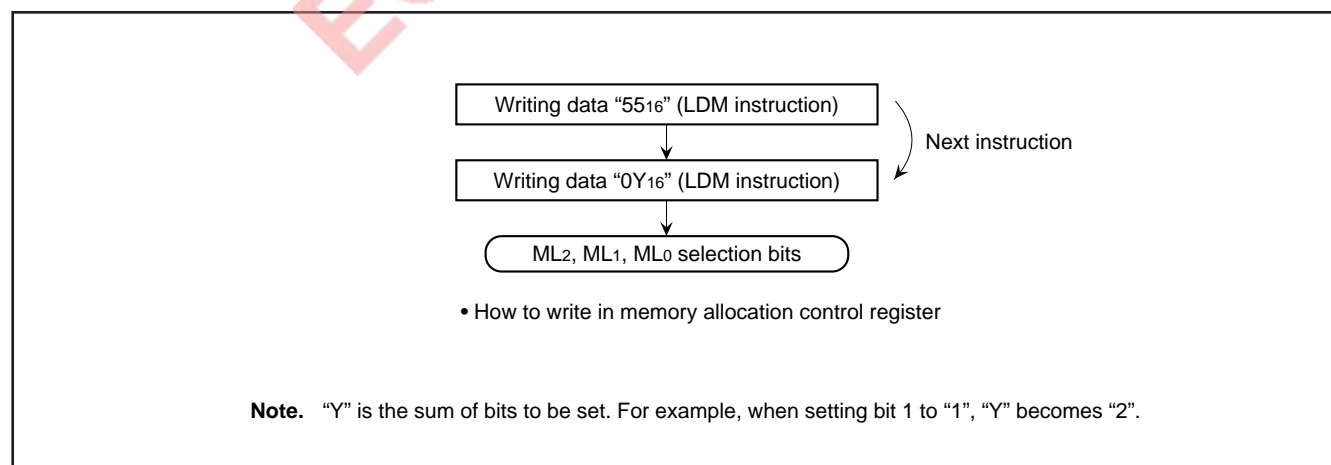 Writing data “55₁₆” (LDM instruction)
Next instruction
Writing data “0Y₁₆” (LDM instruction)
ML₂, ML₁, ML₀ selection bits
• How to write in memory allocation control register
Note. “Y” is the sum of bits to be set. For example, when setting bit 1 to “1”, “Y” becomes “2”.